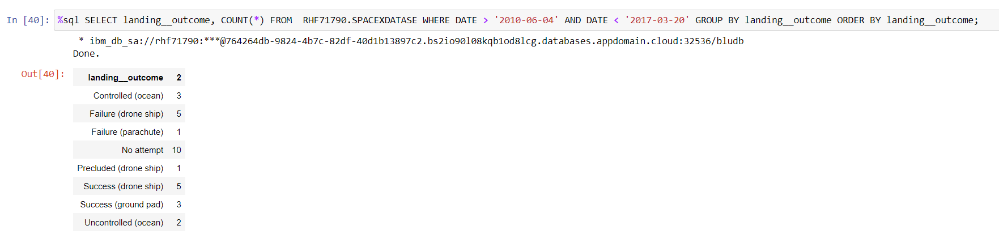 In [40]: %sql SELECT landing__outcome, COUNT(*) FROM  RHF71790.SPACEXDATASE WHERE DATE > '2010-06-04' AND DATE < '2017-03-20' GROUP BY landing__outcome ORDER BY landing__outcome;
* ibm_db_sa://rhf71790:***@764264db-9824-4b7c-82df-40d1b13897c2.bs2io90l08kqb1od8lcg.databases.appdomain.cloud:32536/bludb
Done.
Out[40]:
landing__outcome 2
Controlled (ocean) 3
Failure (drone ship) 5
Failure (parachute) 1
No attempt 10
Precluded (drone ship) 1
Success (drone ship) 5
Success (ground pad) 3
Uncontrolled (ocean) 2